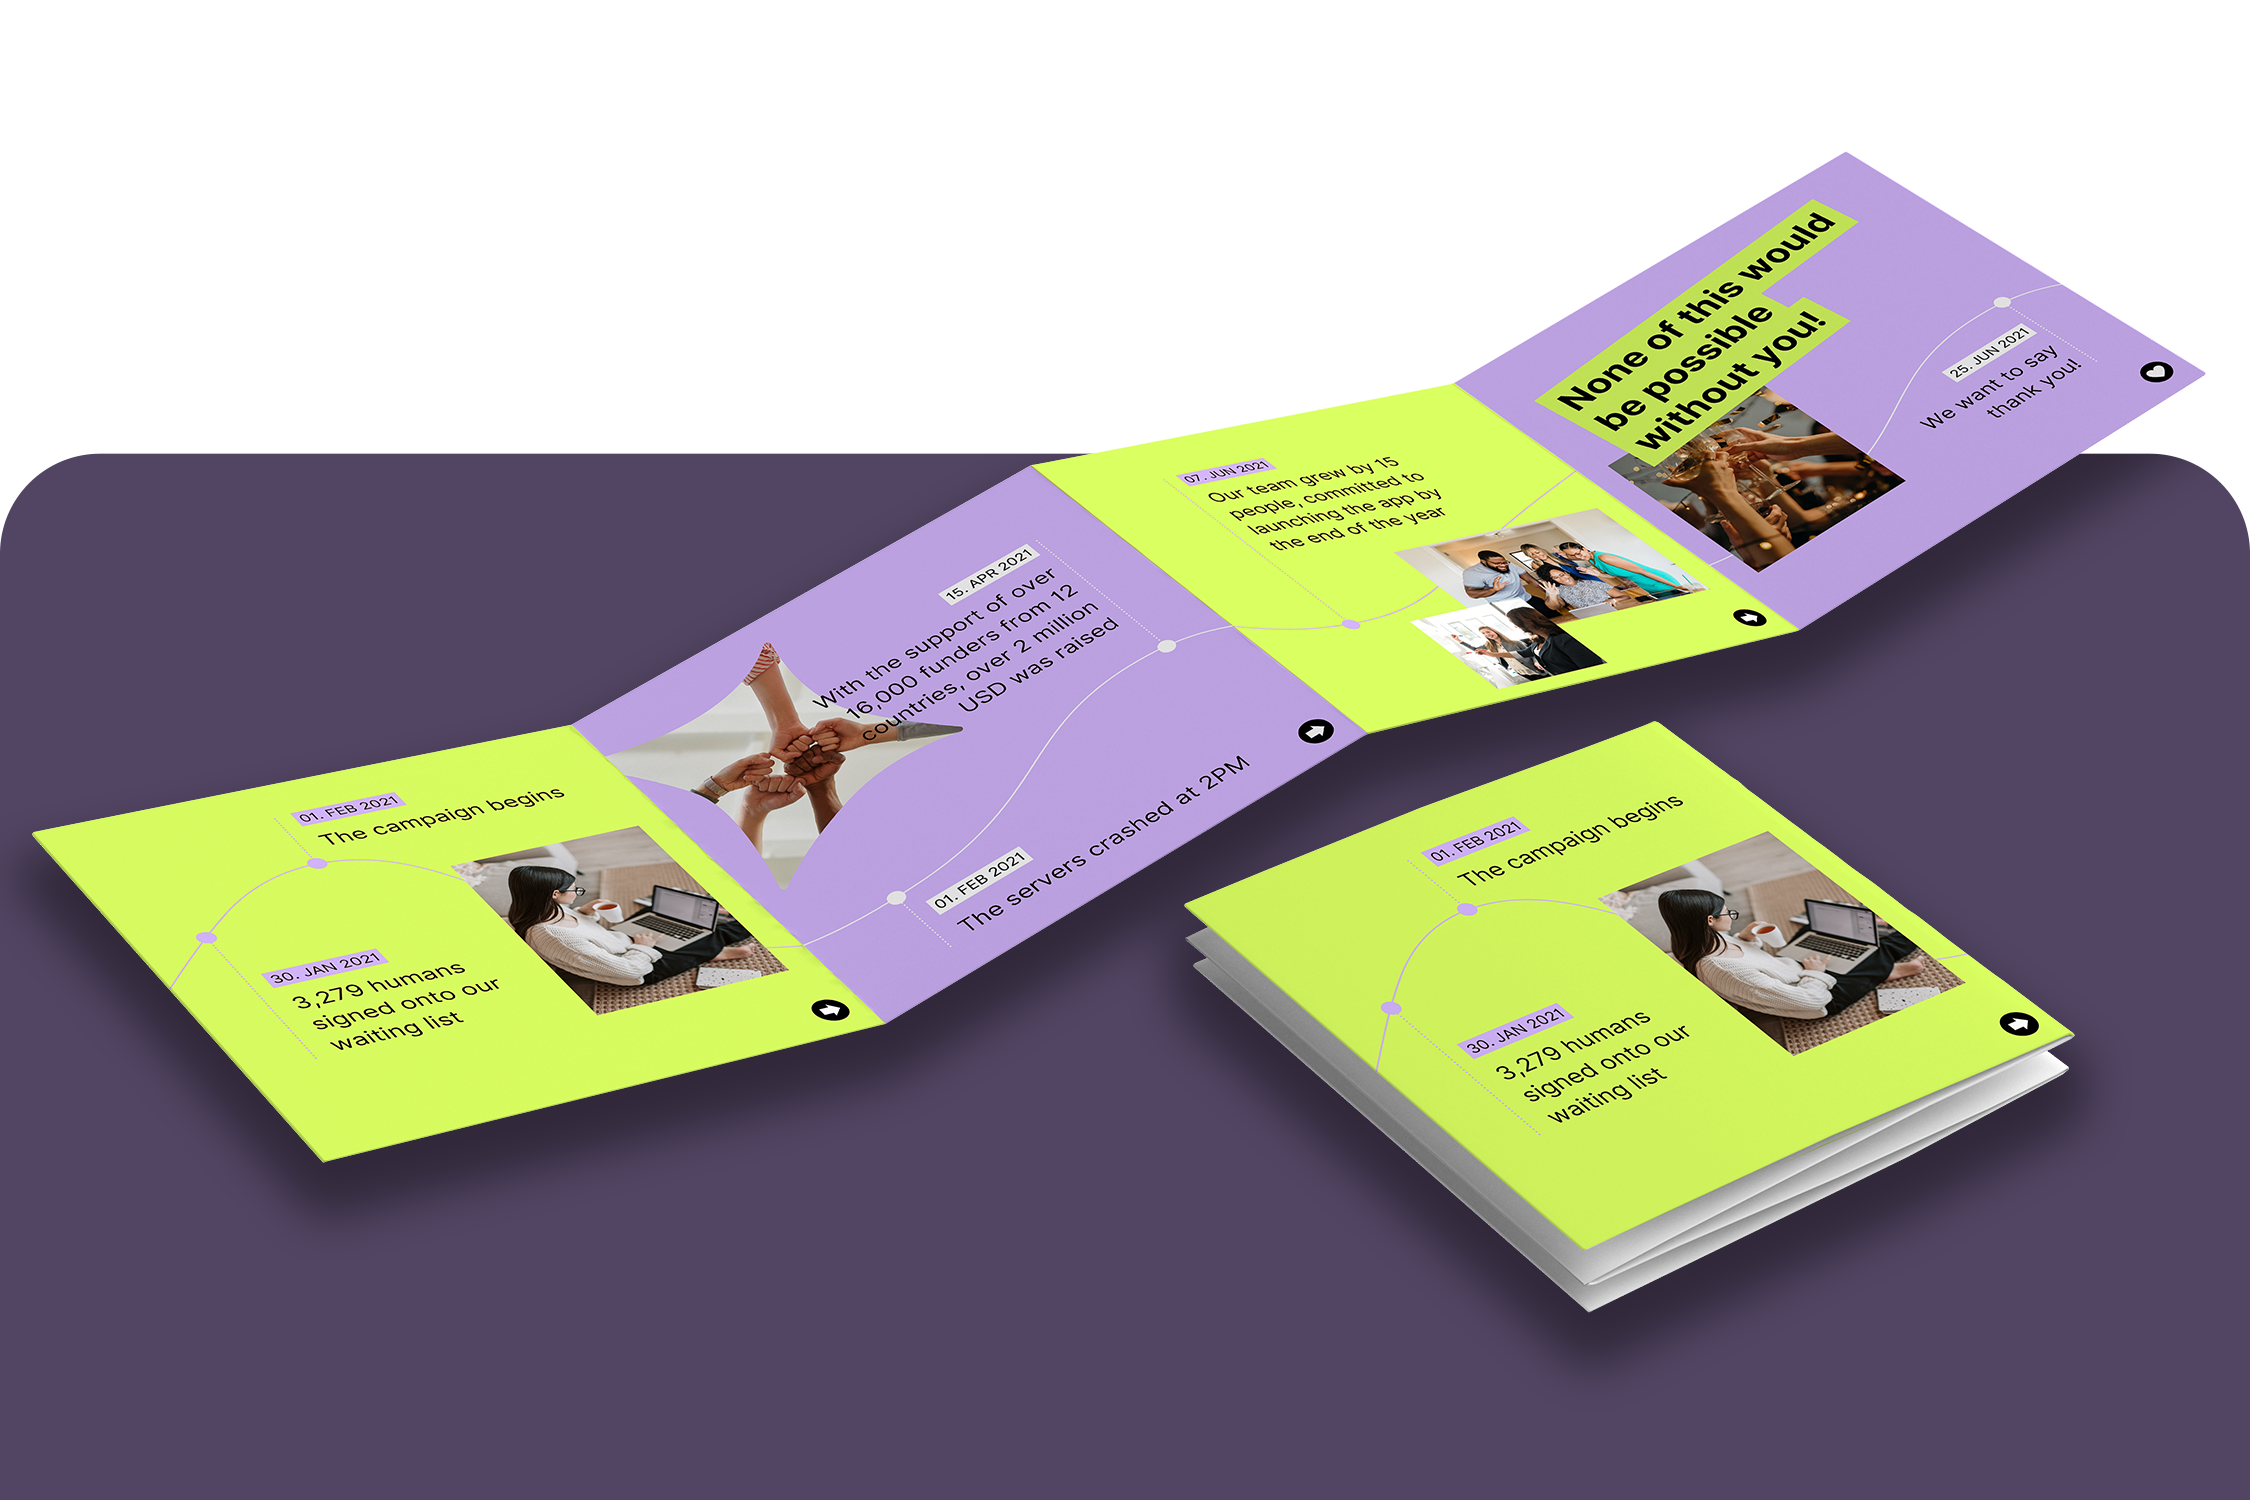 01. FEB 2021
The campaign begins
30. JAN 2021
3,279 humans
signed onto our
waiting list
15. APR 2021
With the support of over
16,000 funders from 12
countries, over 2 million
USD was raised
01. FEB 2021
The servers crashed at 2PM
07. JUN 2021
Our team grew by 15
people, committed to
launching the app by
the end of the year
None of this would
be possible
without you!
25. JUN 2021
We want to say
thank you!
01. FEB 2021
The campaign begins
30. JAN 2021
3,279 humans
signed onto our
waiting list